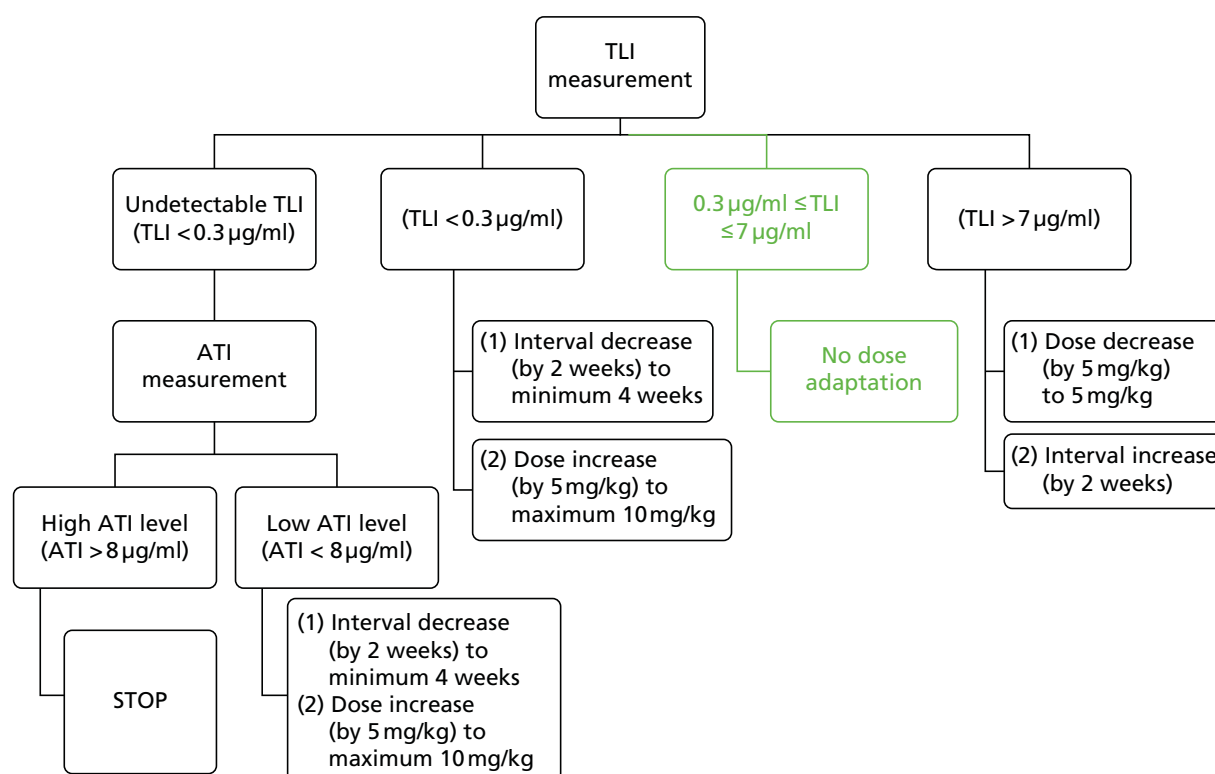 TLI
measurement
Undetectable TLI
(TLI < 0.3 µg/ml)
(TLI < 0.3 µg/ml)
0.3 µg/ml ≤ TLI
≤ 7 µg/ml
(TLI > 7 µg/ml)
ATI
measurement
(1) Interval decrease
(by 2 weeks) to
minimum 4 weeks
No dose
adaptation
(1) Dose decrease
(by 5 mg/kg)
to 5 mg/kg
(2) Dose increase
(by 5 mg/kg) to
maximum 10 mg/kg
(2) Interval increase
(by 2 weeks)
High ATI level
(ATI > 8 µg/ml)
Low ATI level
(ATI < 8 µg/ml)
STOP
(1) Interval decrease
(by 2 weeks) to
minimum 4 weeks
(2) Dose increase
(by 5 mg/kg) to
maximum 10 mg/kg